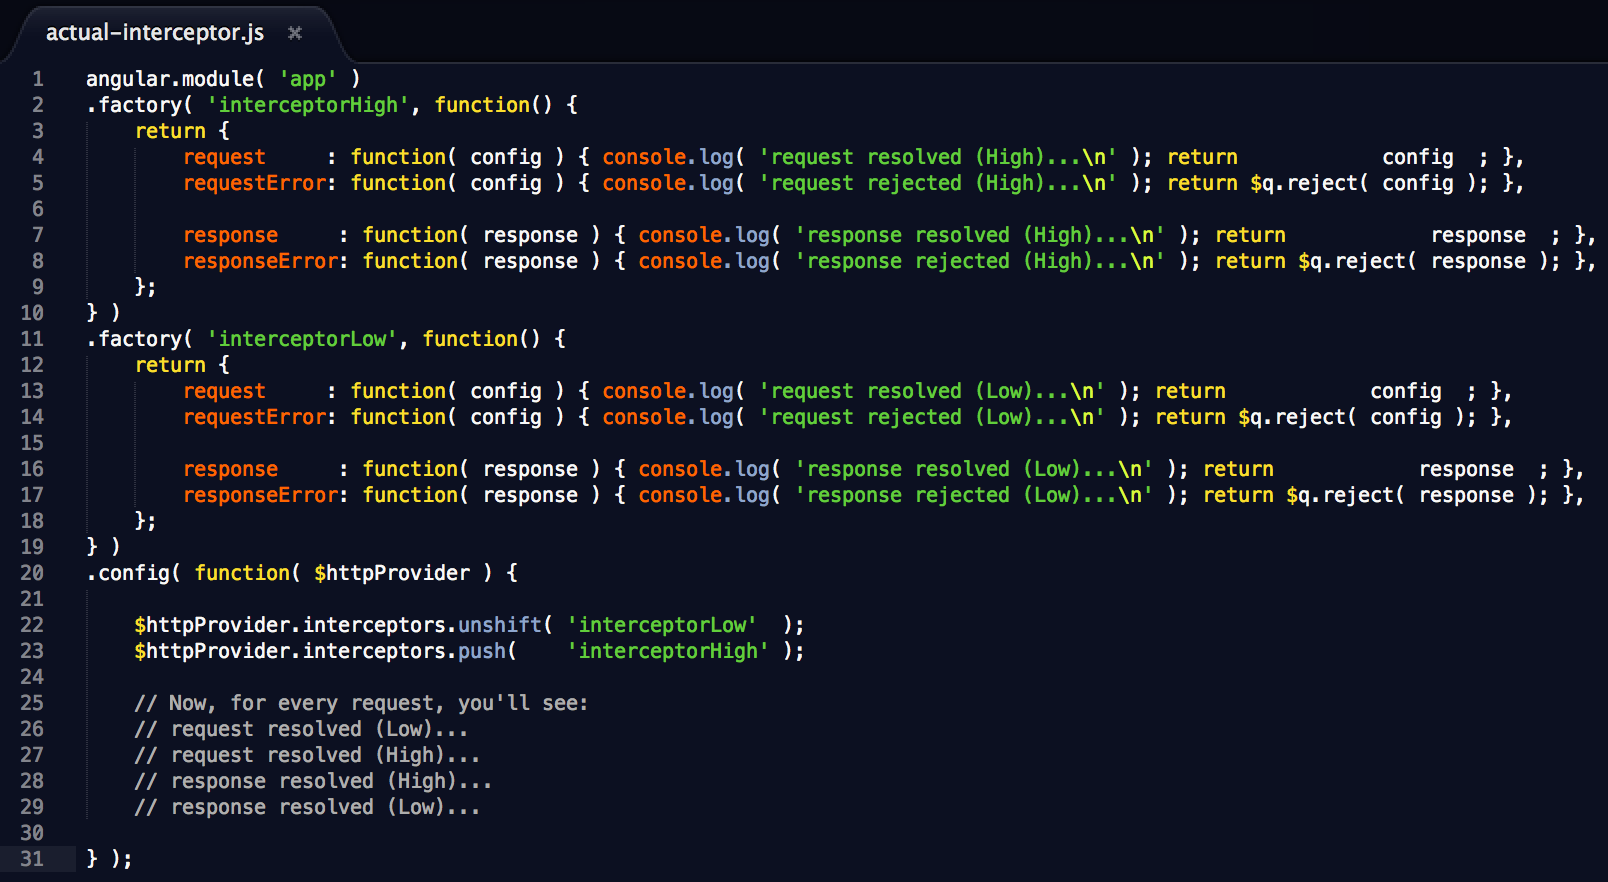 actual-interceptor.js ×
1 angular.module( 'app' )
2 .factory( 'interceptorHigh', function() {
3     return {
4         request     : function( config ) { console.log( 'request resolved (High)...\n' ); return            config  ; },
5         requestError: function( config ) { console.log( 'request rejected (High)...\n' ); return $q.reject( config ); },
6
7         response     : function( response ) { console.log( 'response resolved (High)...\n' ); return            response  ; },
8         responseError: function( response ) { console.log( 'response rejected (High)...\n' ); return $q.reject( response ); },
9     };
10 } )
11 .factory( 'interceptorLow', function() {
12     return {
13         request     : function( config ) { console.log( 'request resolved (Low)...\n' ); return            config  ; },
14         requestError: function( config ) { console.log( 'request rejected (Low)...\n' ); return $q.reject( config ); },
15
16         response     : function( response ) { console.log( 'response resolved (Low)...\n' ); return            response  ; },
17         responseError: function( response ) { console.log( 'response rejected (Low)...\n' ); return $q.reject( response ); },
18     };
19 } )
20 .config( function( $httpProvider ) {
21
22     $httpProvider.interceptors.unshift( 'interceptorLow'  );
23     $httpProvider.interceptors.push(    'interceptorHigh' );
24
25     // Now, for every request, you'll see:
26     // request resolved (Low)...
27     // request resolved (High)...
28     // response resolved (High)...
29     // response resolved (Low)...
30
31 } );